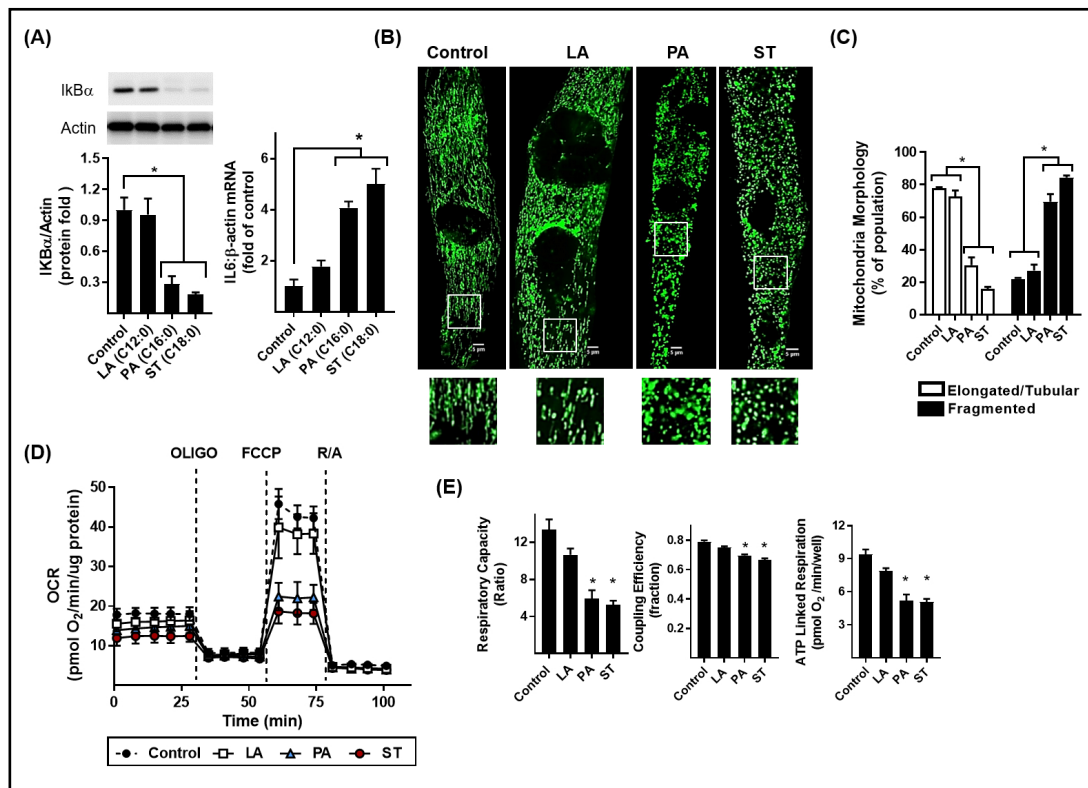 (A)
IkBα
Actin
IKBα/Actin
(protein fold)
1.5
1.2
0.9
0.6
0.3
*
Control
LA (C12:0)
PA (C16:0)
ST (C18:0)
IL6:β-actin mRNA
(fold of control)
6
4
2
*
Control
LA (C12:0)
PA (C16:0)
ST (C18:0)
(B)
Control
LA
PA
ST
5 µm
5 µm
5 µm
5 µm
(C)
Mitochondria Morphology
(% of population)
100
80
60
40
20
0
*
*
Control
LA
PA
ST
Control
LA
PA
ST
Elongated/Tubular
Fragmented
(D)
OLIGO
FCCP
R/A
OCR
(pmol O2/min/ug protein)
50
40
30
20
10
0
25
50
75
100
Time (min)
Control
LA
PA
ST
(E)
Respiratory Capacity
(Ratio)
12
8
4
* *
Control
LA
PA
ST
Coupling Efficiency
(fraction)
0.8
0.6
0.4
0.2
* *
Control
LA
PA
ST
ATP Linked Respiration
(pmol O2 /min/well)
12
9
6
3
* *
Control
LA
PA
ST